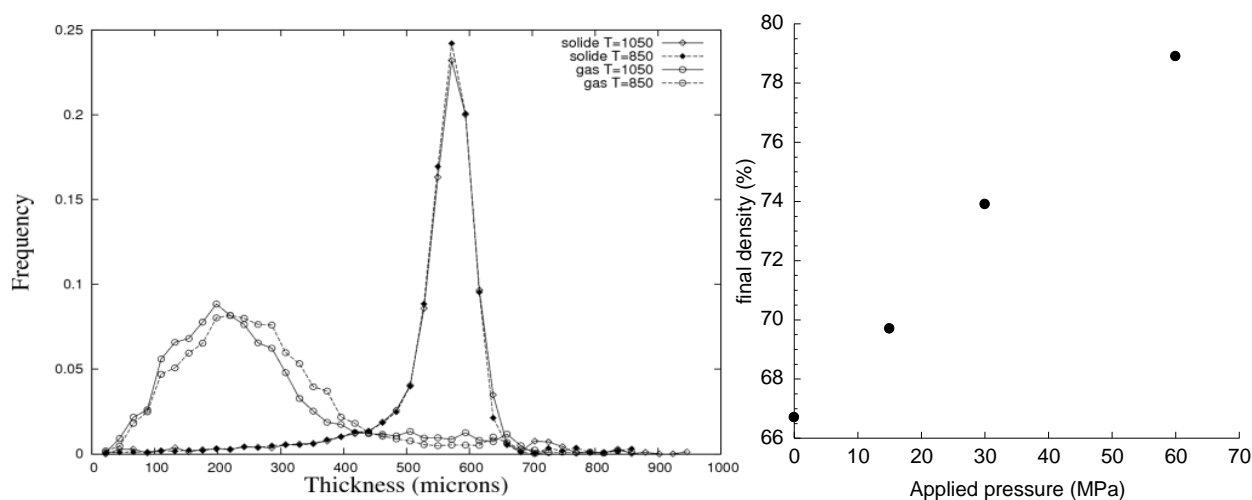 0.25
0.2
0.15
0.1
0.05
0
Frequency
solide T=1050
solide T=850
gas T=1050
gas T=850
0 100 200 300 400 500 600 700 800 900 1000
Thickness (microns)
80
78
76
74
72
70
68
66
final density (%)
0 10 20 30 40 50 60 70
Applied pressure (MPa)